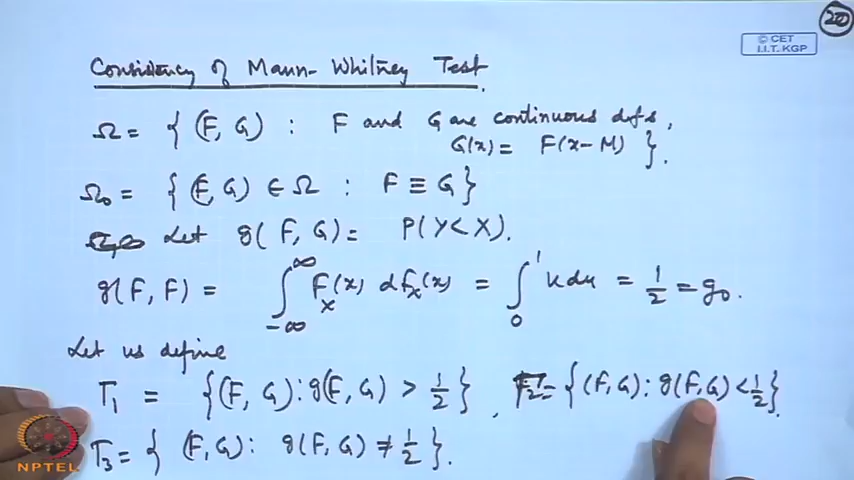 200
© CET
I.I.T. KGP
Consistency of Mann-Whitney Test.
Ω = { (F, G) : F and G are continuous dfs,
G(x) = F(x-M) }.
Ω₀ = { (F, G) ∈ Ω : F ≡ G }
Let g(F, G) = P(Y < X).
g(F, F) = ∫_{-∞}^{∞} F_X(x) dF_X(x) = ∫_0^1 u du = 1/2 = g₀.
Let us define
T₁ = { (F, G) : g(F, G) > 1/2 } , T₂ = { (F, G) : g(F, G) < 1/2 }.
T₃ = { (F, G) : g(F, G) ≠ 1/2 }.
NPTEL